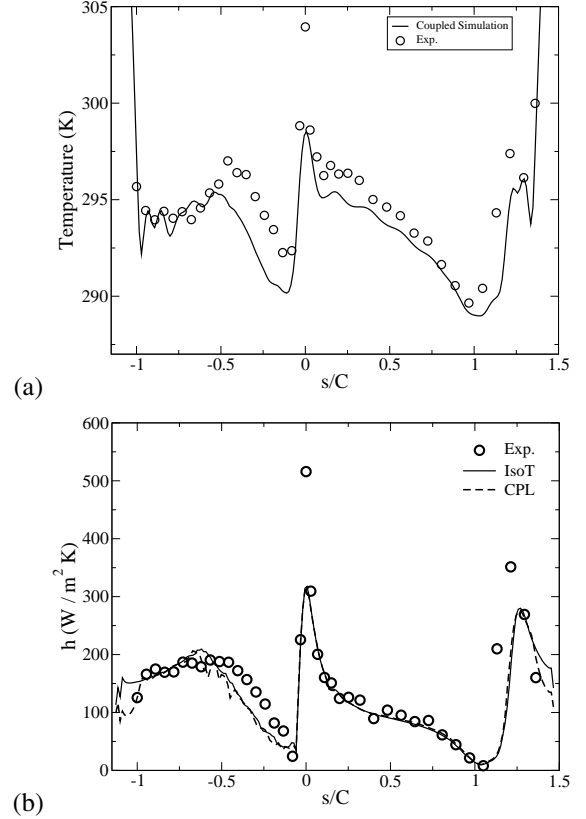 305
300
295
290
Temperature (K)
Coupled Simulation
Exp.
-1
-0.5
0
0.5
1
1.5
s/C
(a)
600
500
400
300
200
100
0
h (W / m² K)
Exp.
IsoT
CPL
-1
-0.5
0
0.5
1
1.5
s/C
(b)